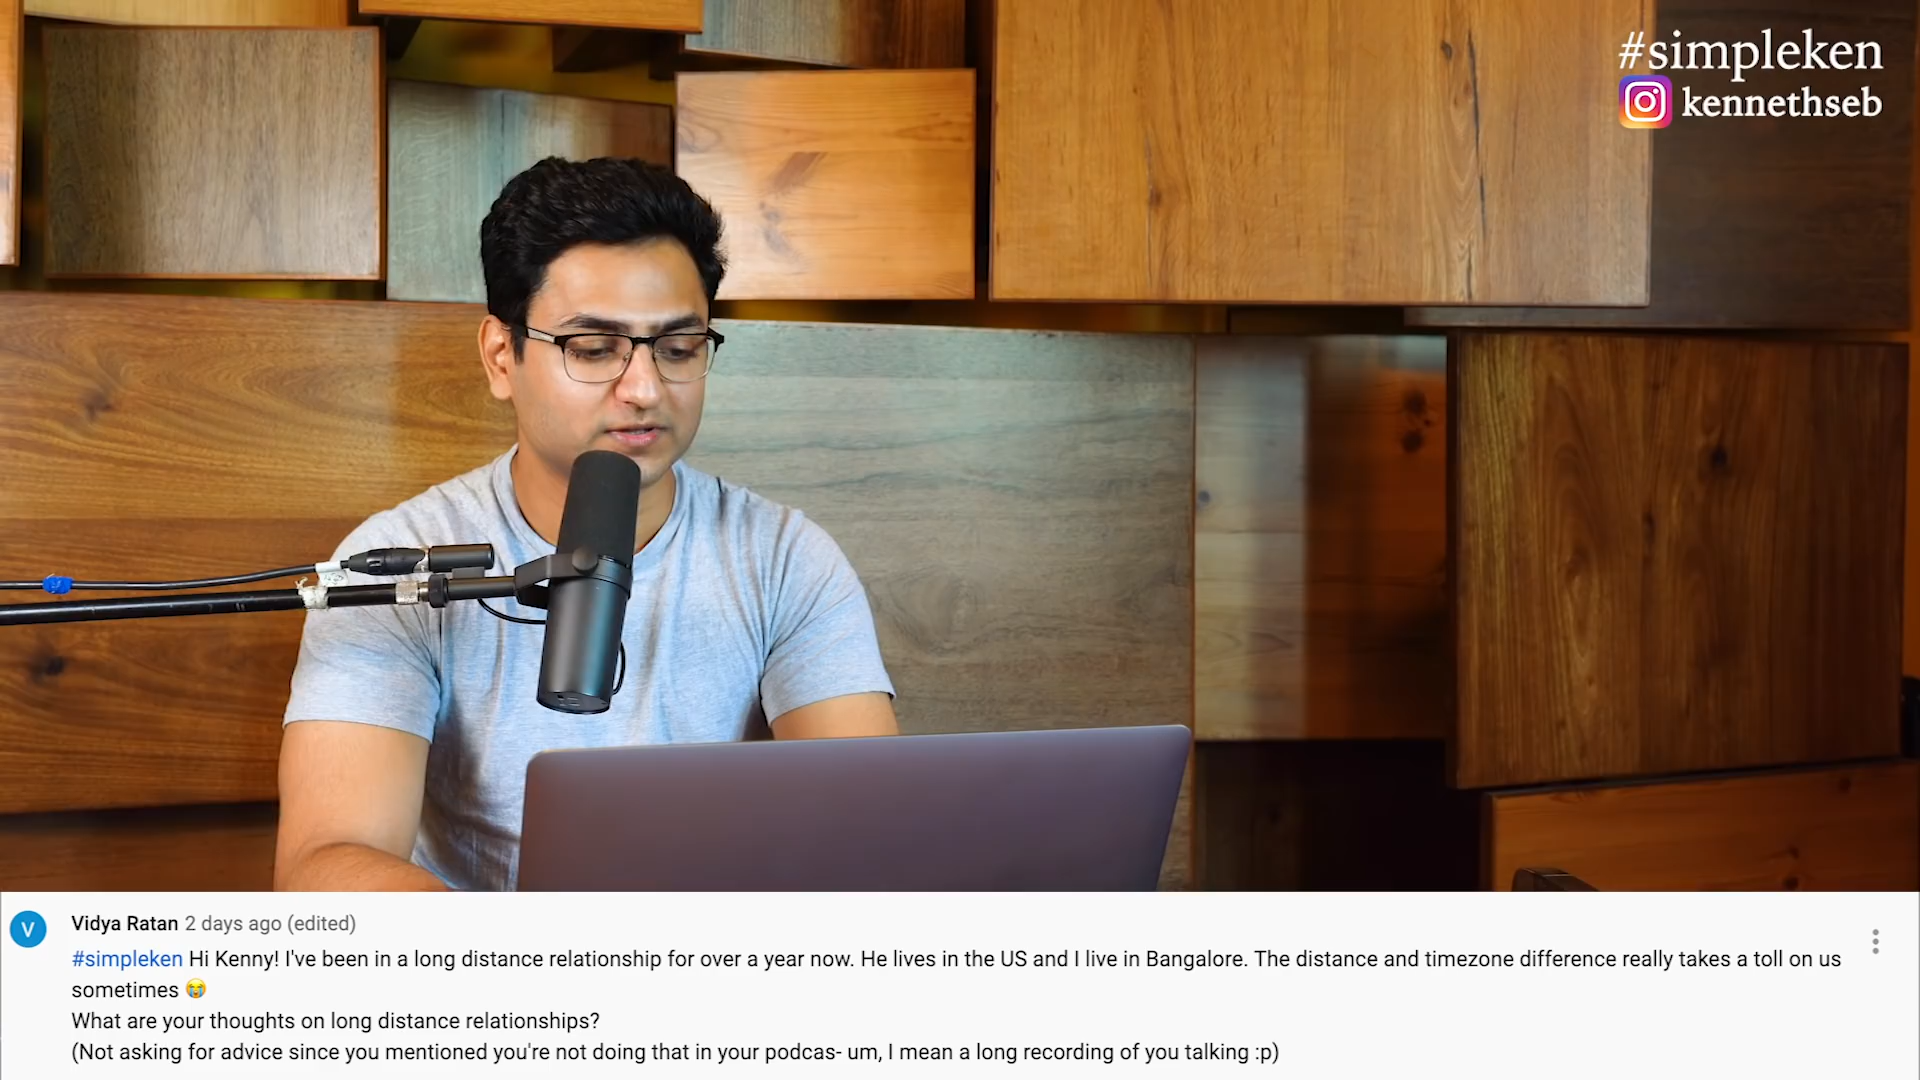 #simpleken
kennethseb
V
Vidya Ratan 2 days ago (edited)
#simpleken Hi Kenny! I've been in a long distance relationship for over a year now. He lives in the US and I live in Bangalore. The distance and timezone difference really takes a toll on us
sometimes 😭
What are your thoughts on long distance relationships?
(Not asking for advice since you mentioned you're not doing that in your podcas- um, I mean a long recording of you talking :p)